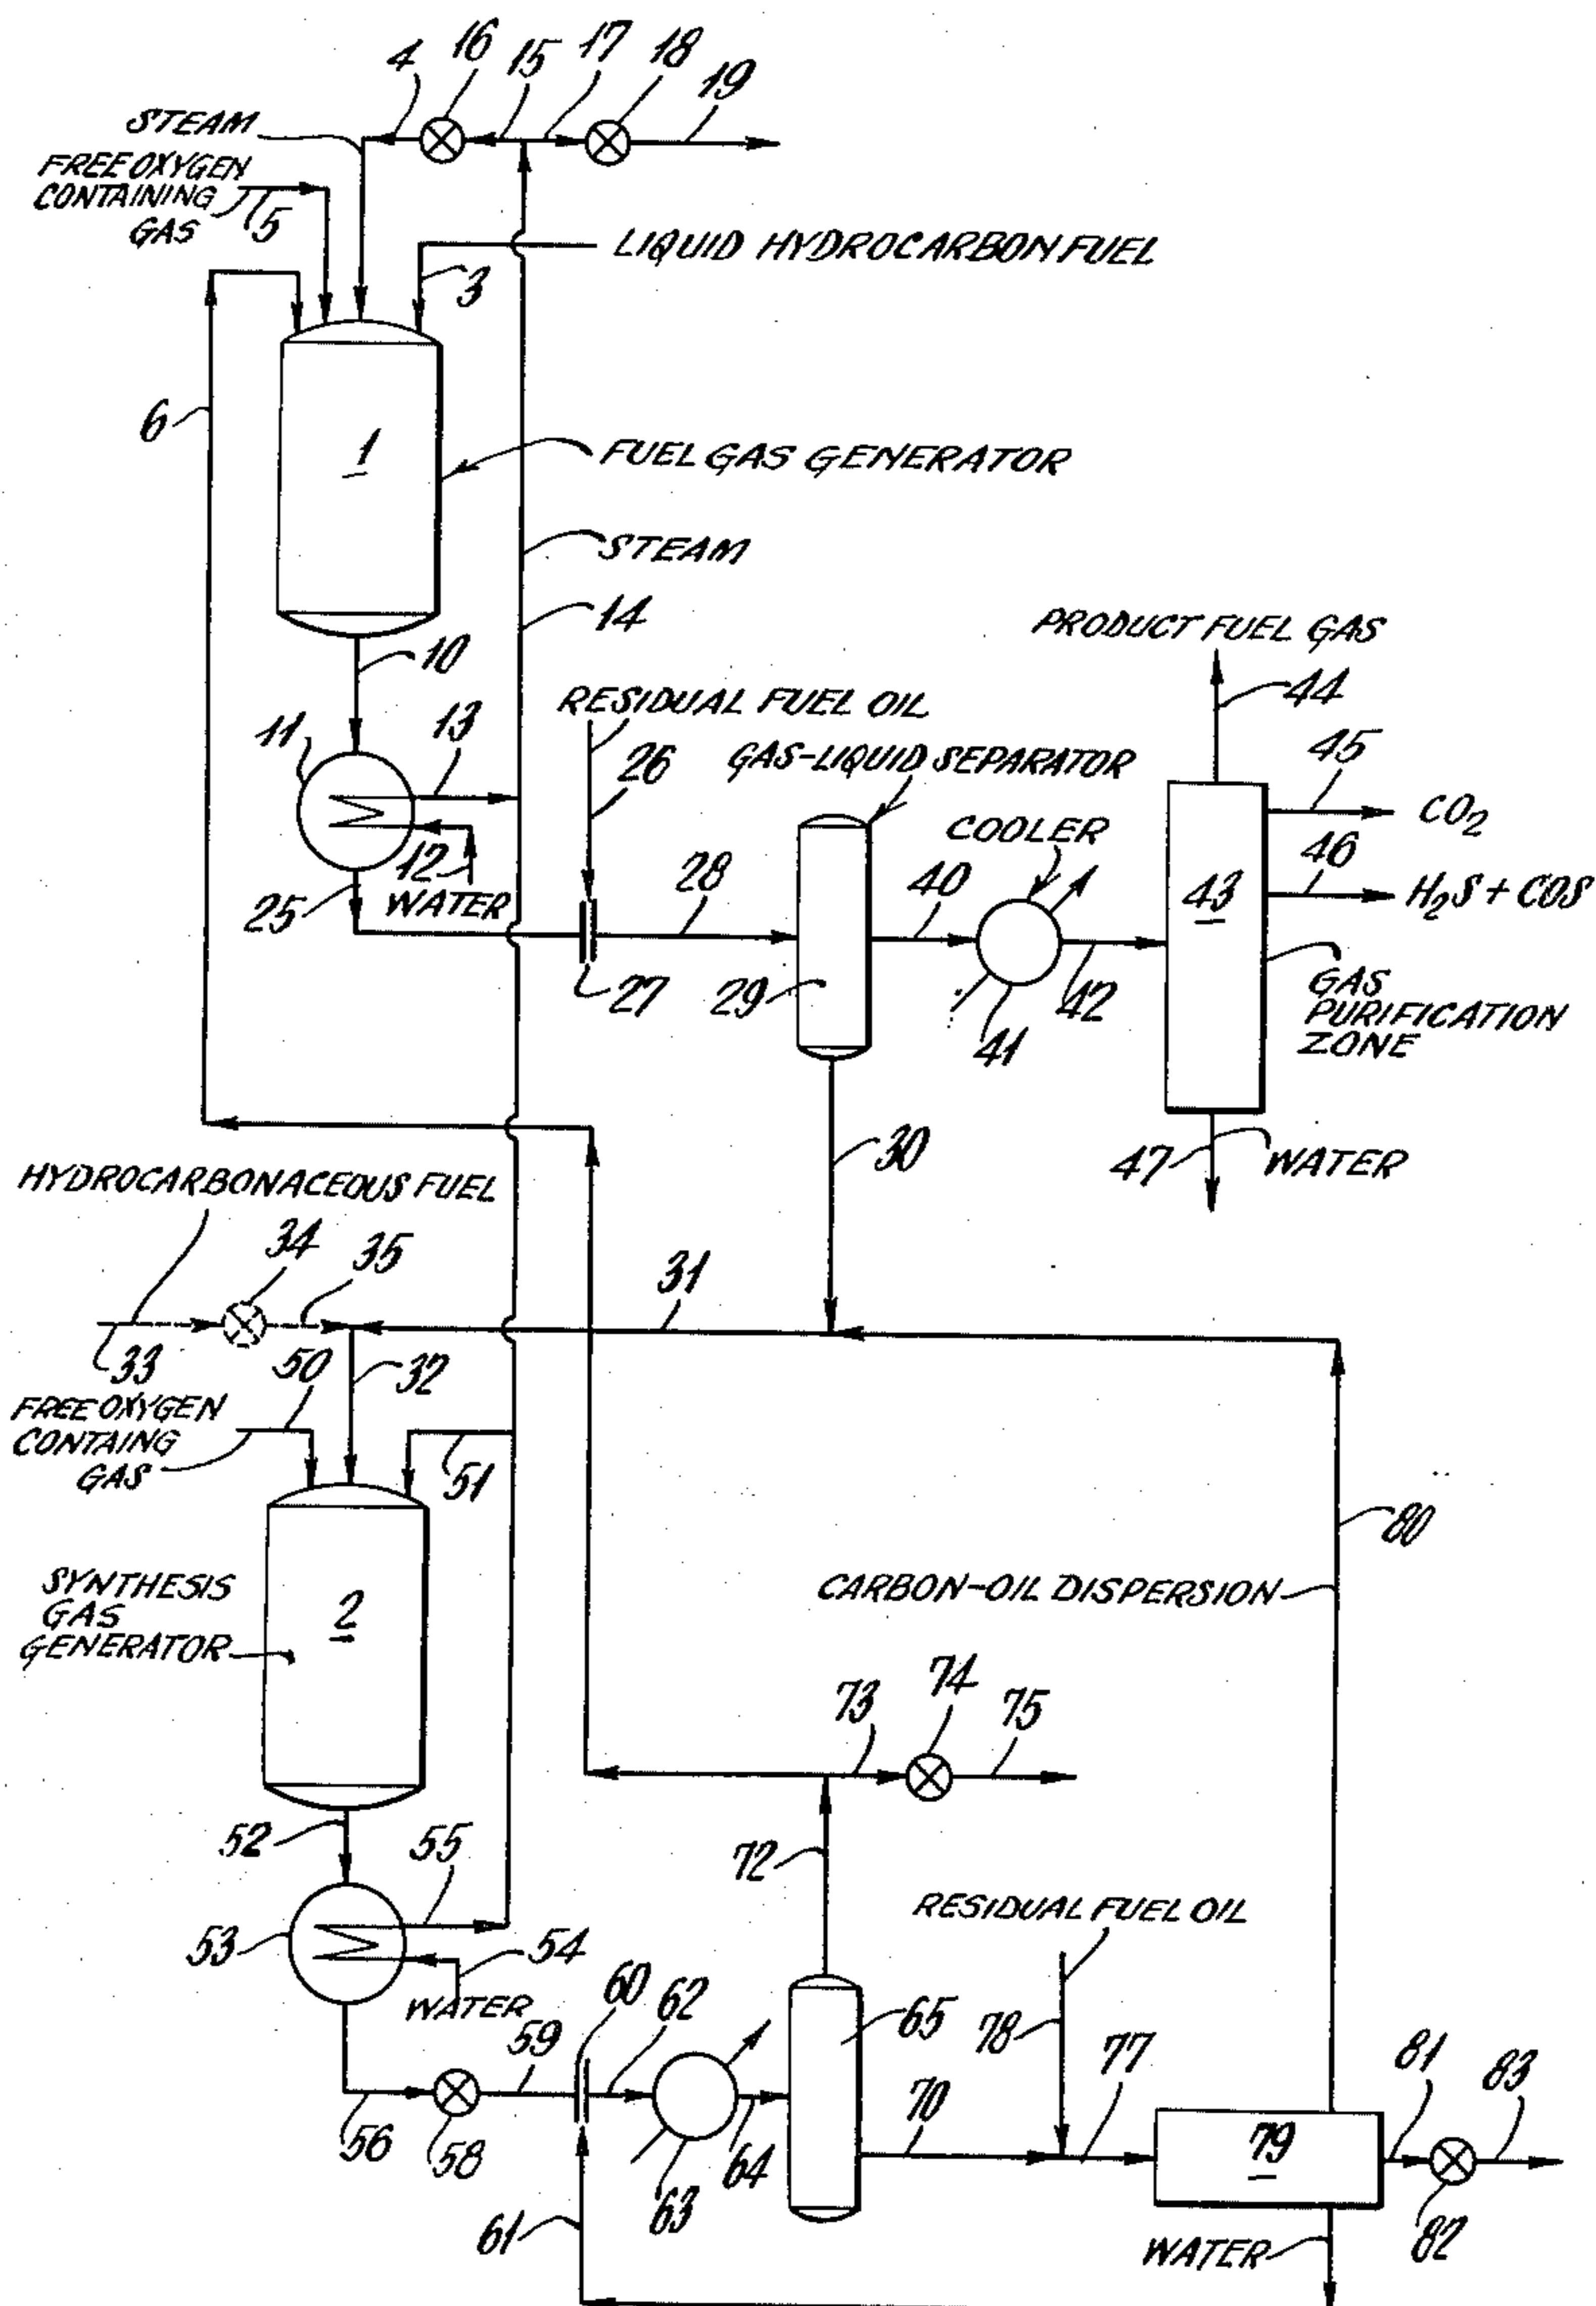 4
16
15
17
18
19
STEAM
FREE OXYGEN
CONTAINING
GAS
5
LIQUID HYDROCARBON FUEL
3
6
1
FUEL GAS GENERATOR
STEAM
14
PRODUCT FUEL GAS
10
44
RESIDUAL FUEL OIL
11
13
26
GAS-LIQUID SEPARATOR
45
CO2
COOLER
12
WATER
25
28
40
43
46
H2S + COS
27
29
41
42
GAS
PURIFICATION
ZONE
30
47
WATER
HYDROCARBONACEOUS FUEL
34
35
31
33
50
32
FREE OXYGEN
CONTAING
GAS
51
80
SYNTHESIS
GAS
GENERATOR
2
CARBON-OIL DISPERSION
73
74
75
52
55
72
RESIDUAL FUEL OIL
53
54
WATER
60
62
65
59
78
77
81
83
56
58
63
64
70
79
61
82
WATER